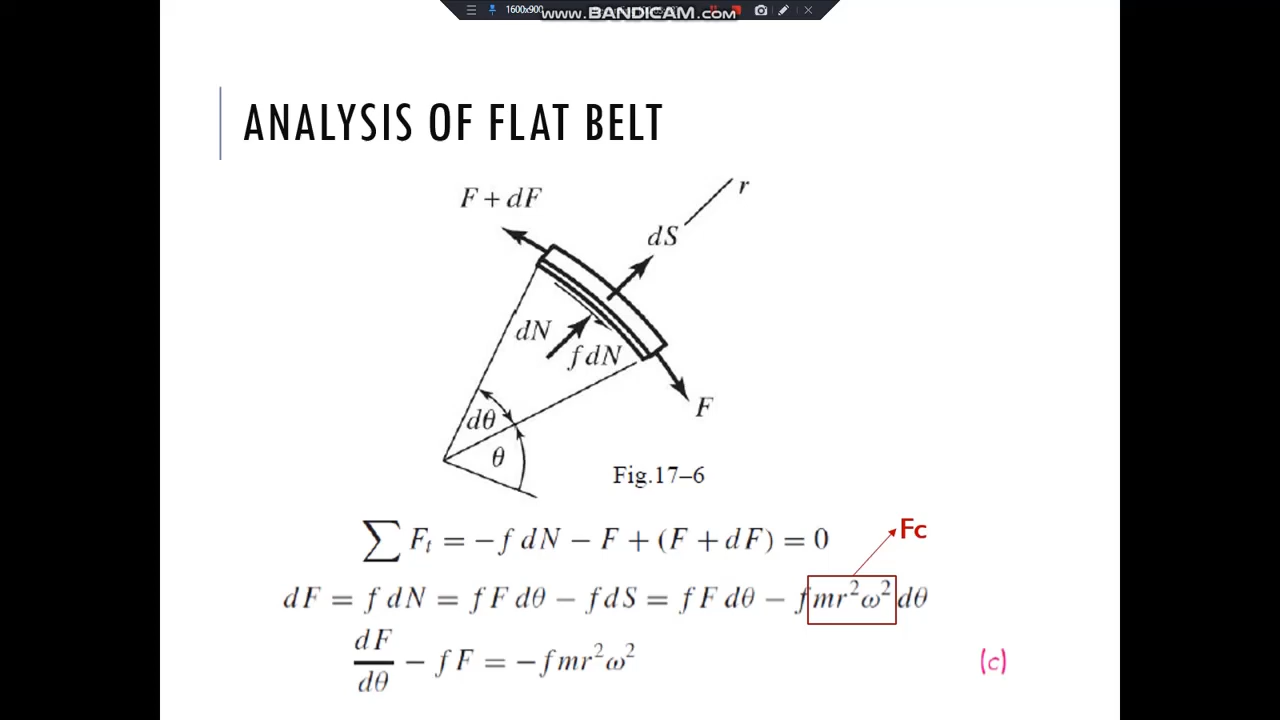 1600x900
www.BANDICAM.com
ANALYSIS OF FLAT BELT
F + dF
r
dS
dN
f dN
F
dθ
θ
Fig.17–6
∑ Fₜ = −f dN − F + (F + dF) = 0
Fc
dF = f dN = f F dθ − f dS = f F dθ − f mr²ω² dθ
dF/dθ − f F = −f mr²ω²
(c)